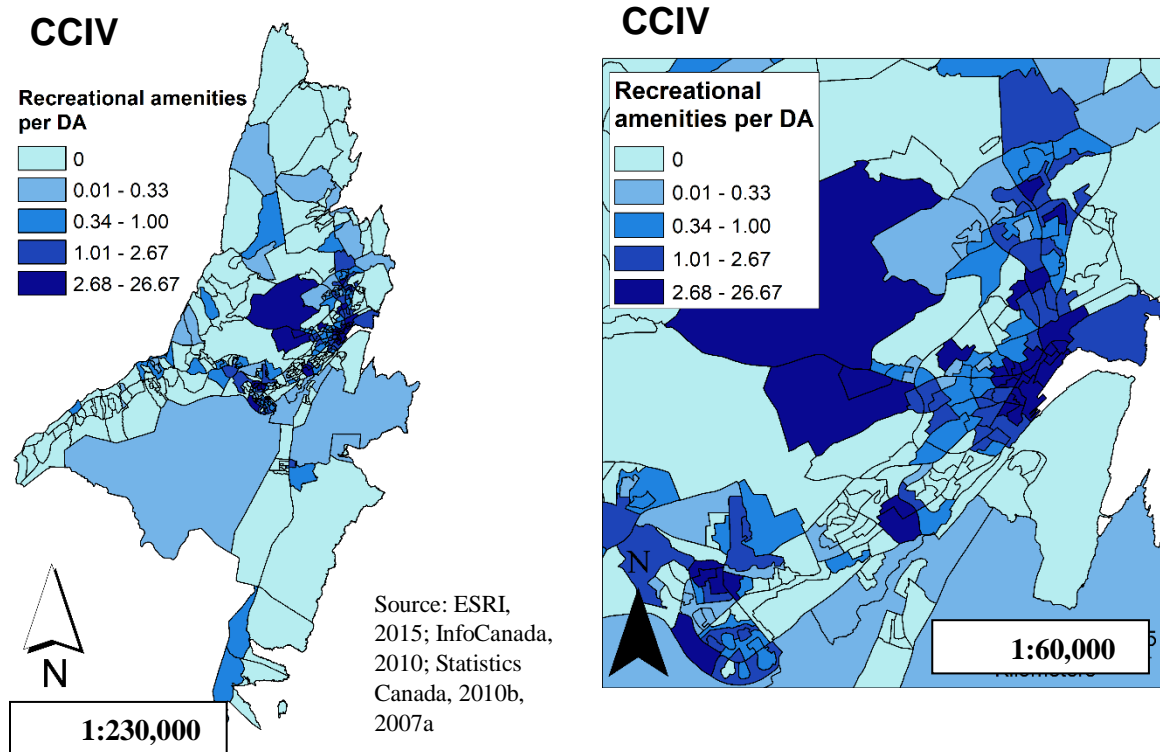 CCIV
Recreational amenities
per DA
0
0.01 - 0.33
0.34 - 1.00
1.01 - 2.67
2.68 - 26.67
N
1:230,000
Source: ESRI,
2015; InfoCanada,
2010; Statistics
Canada, 2010b,
2007a
CCIV
Recreational
amenities per DA
0
0.01 - 0.33
0.34 - 1.00
1.01 - 2.67
2.68 - 26.67
N
1:60,000
5